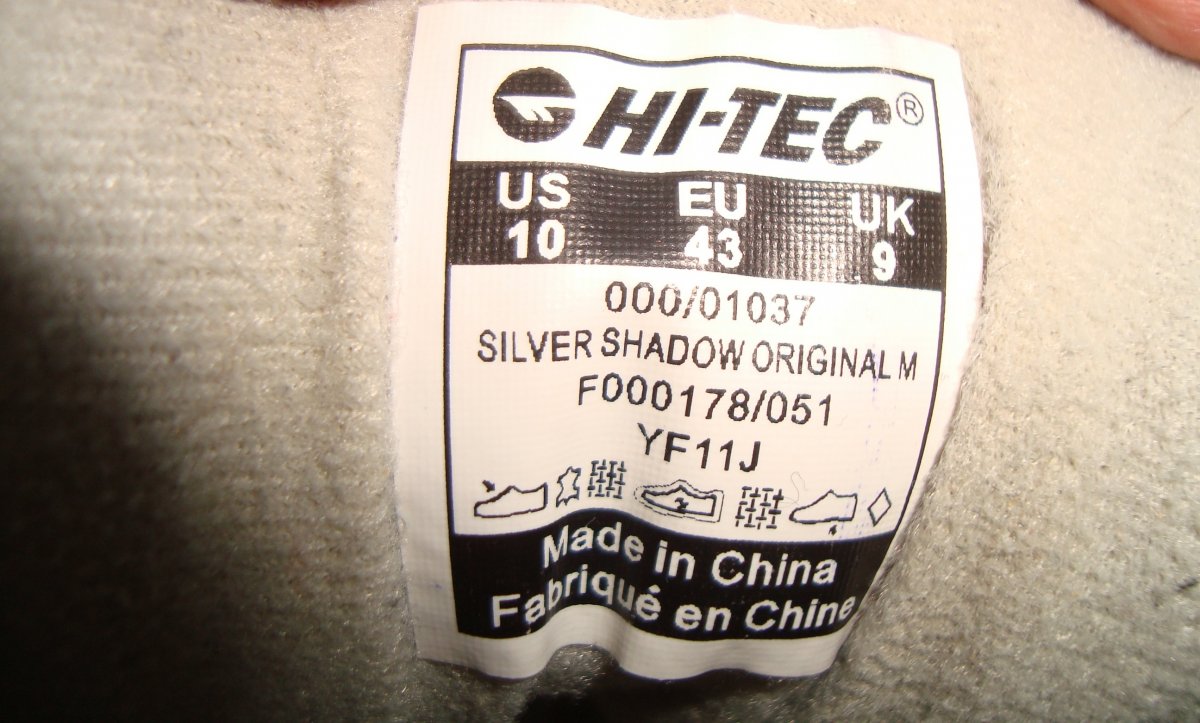 HI-TEC®
US EU UK
10 43 9
000/01037
SILVER SHADOW ORIGINAL M
F000178/051
YF11J
Made in China
Fabriqué en Chine